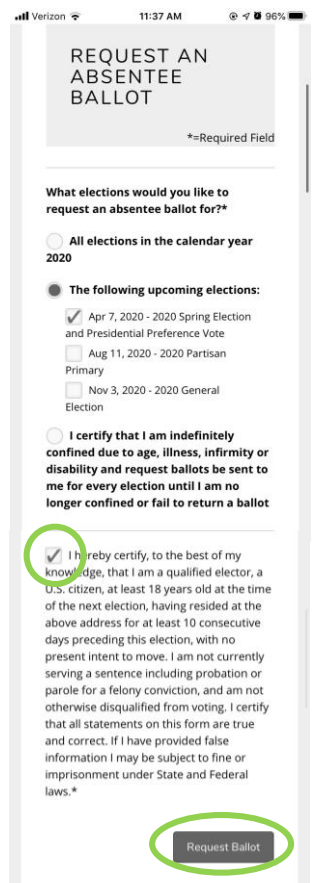 Verizon 11:37 AM 96%
REQUEST AN
ABSENTEE
BALLOT
*=Required Field
What elections would you like to
request an absentee ballot for?*
All elections in the calendar year
2020
The following upcoming elections:
Apr 7, 2020 - 2020 Spring Election
and Presidential Preference Vote
Aug 11, 2020 - 2020 Partisan
Primary
Nov 3, 2020 - 2020 General
Election
I certify that I am indefinitely
confined due to age, illness, infirmity or
disability and request ballots be sent to
me for every election until I am no
longer confined or fail to return a ballot
I hereby certify, to the best of my
knowledge, that I am a qualified elector, a
U.S. citizen, at least 18 years old at the time
of the next election, having resided at the
above address for at least 10 consecutive
days preceding this election, with no
present intent to move. I am not currently
serving a sentence including probation or
parole for a felony conviction, and am not
otherwise disqualified from voting. I certify
that all statements on this form are true
and correct. If I have provided false
information I may be subject to fine or
imprisonment under State and Federal
laws.*
Request Ballot